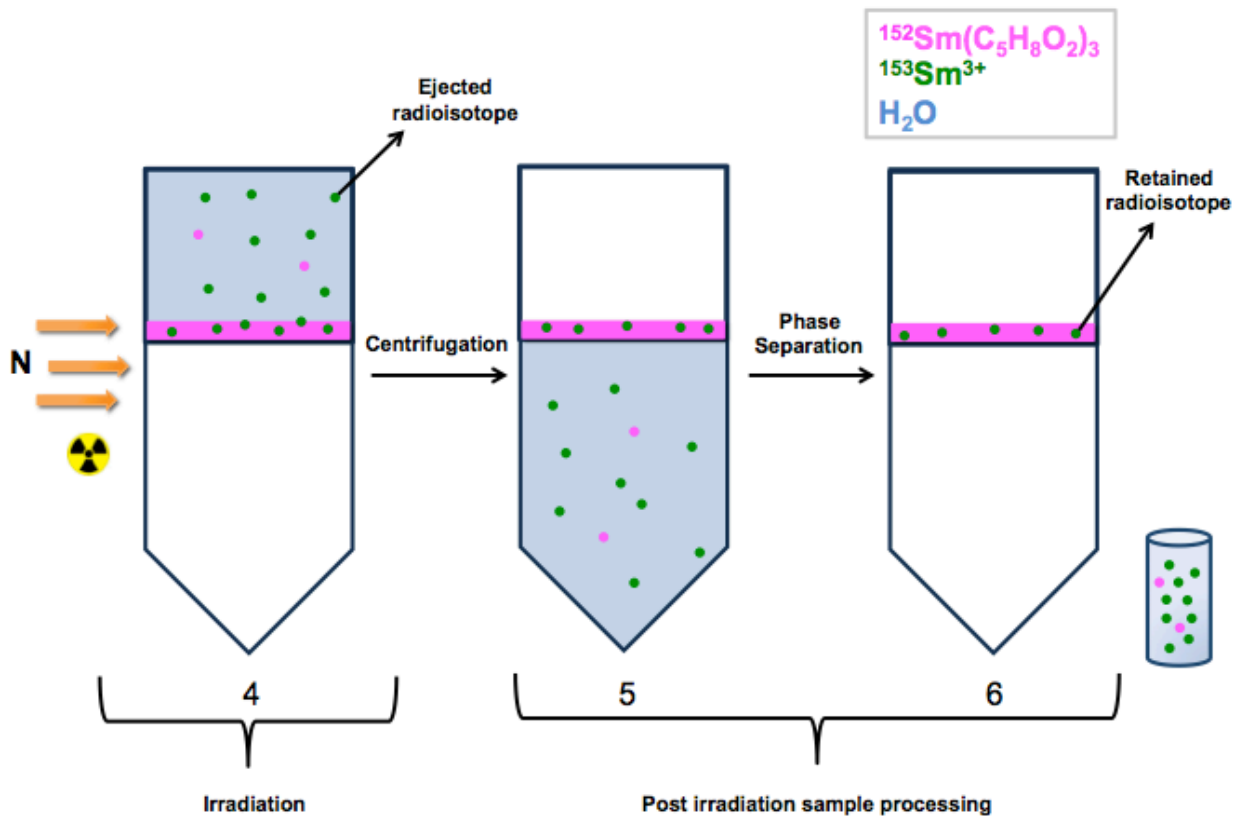 ¹⁵²Sm(C₅H₈O₂)₃
¹⁵³Sm³⁺
H₂O
Ejected
radioisotope
Retained
radioisotope
N
Centrifugation
Phase
Separation
4
5
6
Irradiation
Post irradiation sample processing